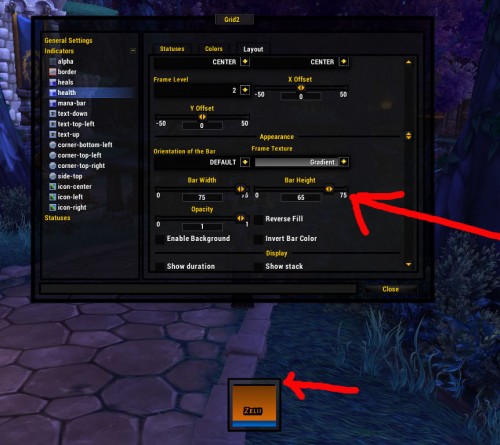 Grid2
General Settings
Indicators
alpha
border
heals
health
mana-bar
text-down
text-top-left
text-up
corner-bottom-left
corner-top-left
corner-top-right
side-top
icon-center
icon-left
icon-right
Statuses
Statuses Colors Layout
CENTER CENTER
Frame Level X Offset
2 -50 0 50
Y Offset
-50 0 50
Appearance
Orientation of the Bar Frame Texture
DEFAULT Gradient
Bar Width Bar Height
0 75 75 0 65 75
Opacity
0 1 1
Reverse Fill
Enable Background Invert Bar Color
Display
Show duration Show stack
Close